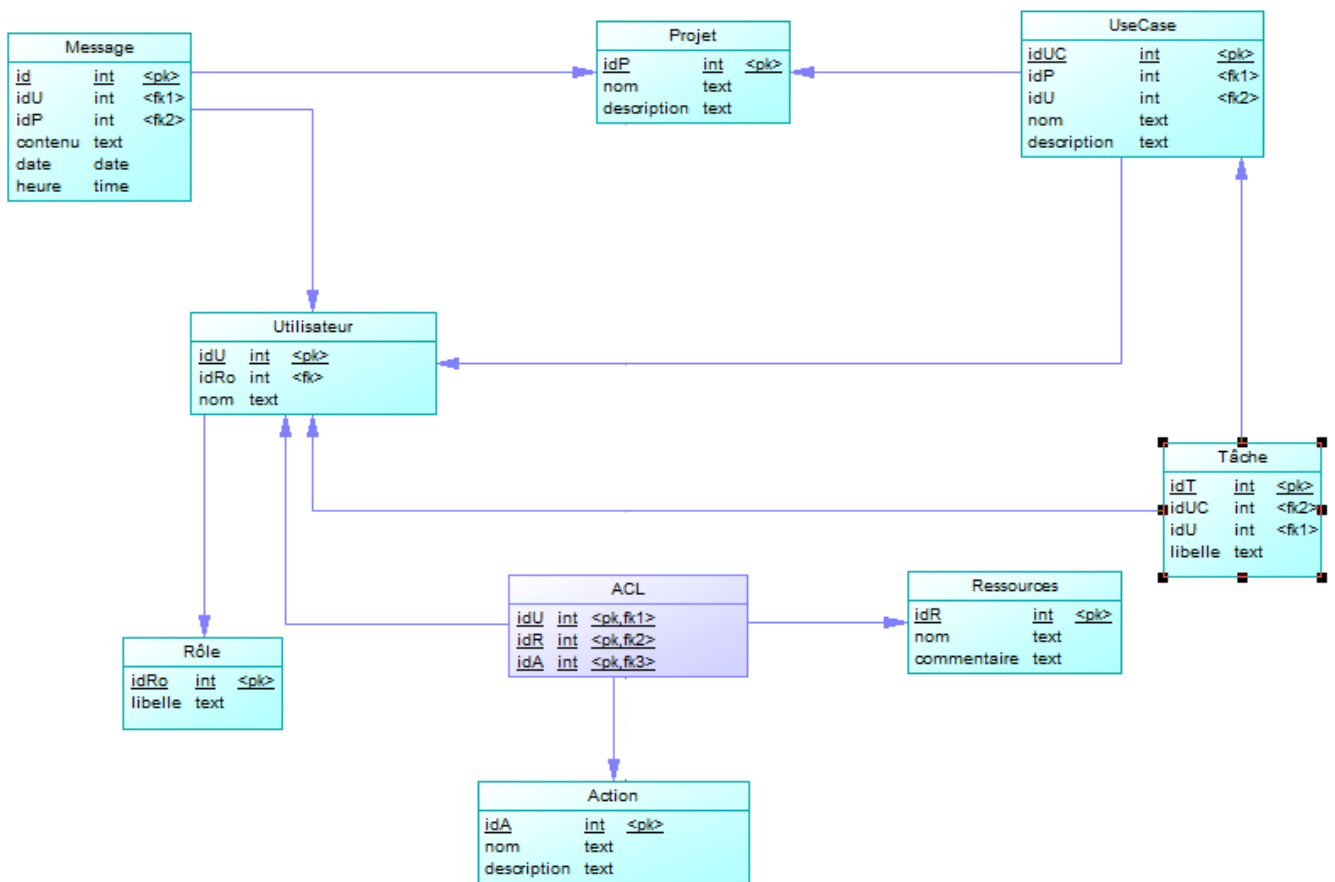 Message
id int <pk>
idU int <fk1>
idP int <fk2>
contenu text
date date
heure time
Projet
idP int <pk>
nom text
description text
UseCase
idUC int <pk>
idP int <fk1>
idU int <fk2>
nom text
description text
Utilisateur
idU int <pk>
idRo int <fk>
nom text
Tâche
idT int <pk>
idUC int <fk2>
idU int <fk1>
libelle text
ACL
idU int <pk,fk1>
idR int <pk,fk2>
idA int <pk,fk3>
Ressources
idR int <pk>
nom text
commentaire text
Rôle
idRo int <pk>
libelle text
Action
idA int <pk>
nom text
description text